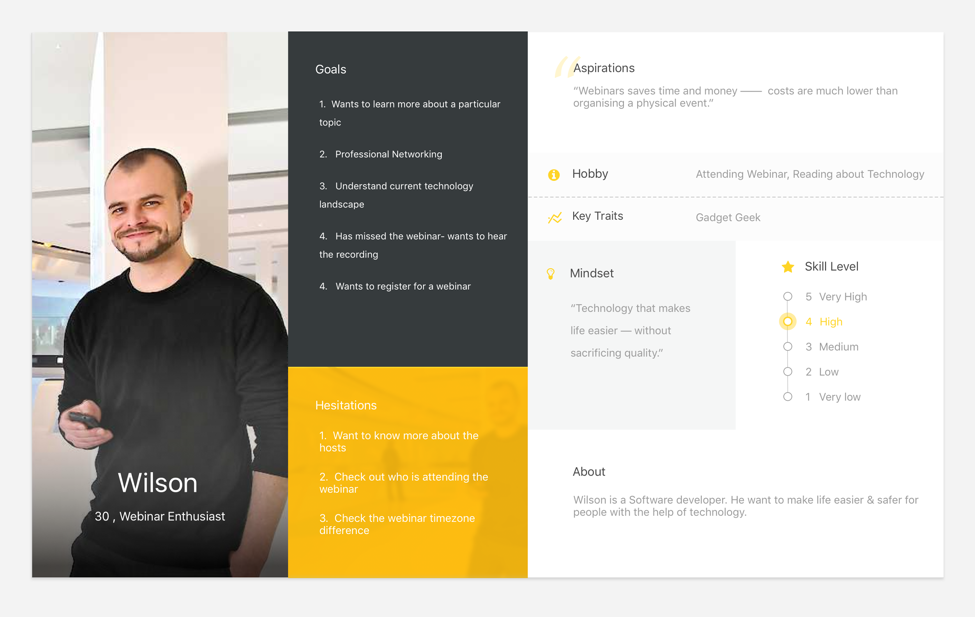 Wilson
30 , Webinar Enthusiast
Goals
1. Wants to learn more about a particular
topic
2. Professional Networking
3. Understand current technology
landscape
4. Has missed the webinar- wants to hear
the recording
4. Wants to register for a webinar
Hesitations
1. Want to know more about the
hosts
2. Check out who is attending the
webinar
3. Check the webinar timezone
difference
Aspirations
“Webinars saves time and money —— costs are much lower than
organising a physical event.”
Hobby
Attending Webinar, Reading about Technology
Key Traits
Gadget Geek
Mindset
“Technology that makes
life easier — without
sacrificing quality.”
Skill Level
5 Very High
4 High
3 Medium
2 Low
1 Very low
About
Wilson is a Software developer. He want to make life easier & safer for
people with the help of technology.